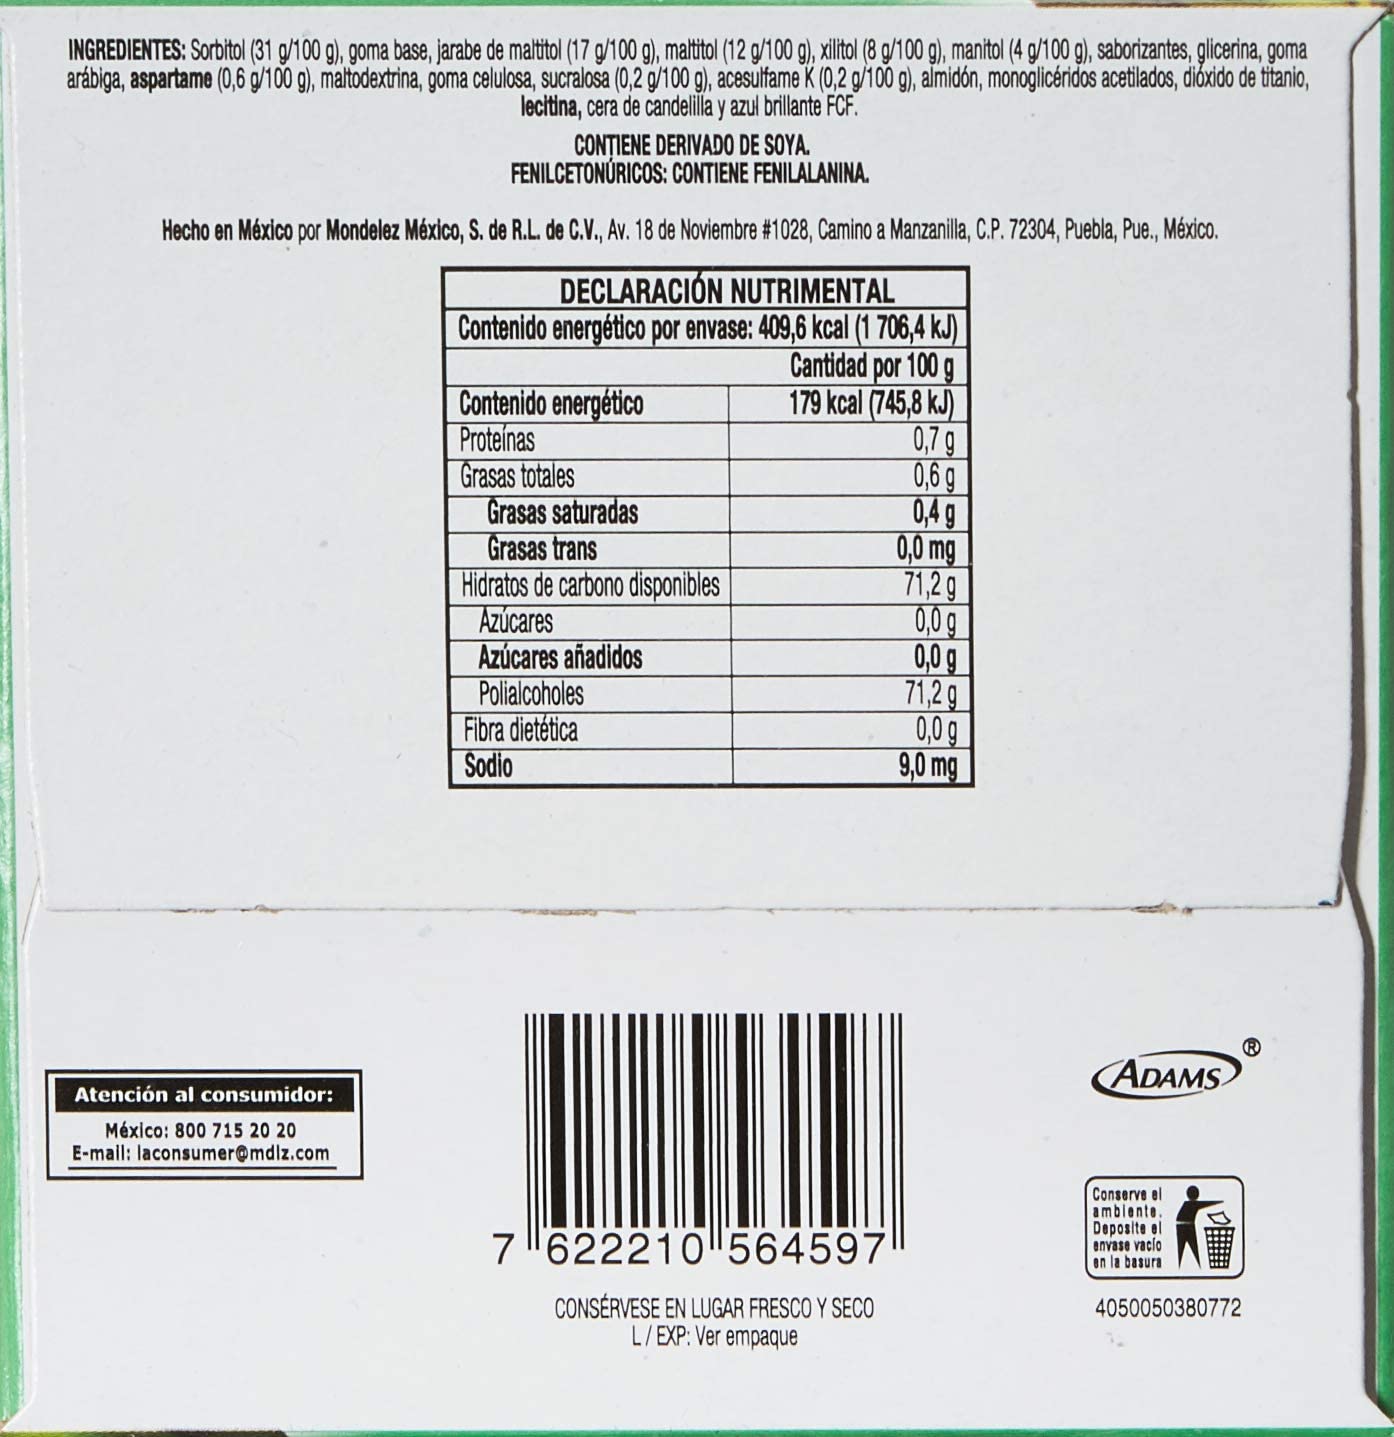 INGREDIENTES: Sorbitol (31 g/100 g), goma base, jarabe de maltitol (17 g/100 g), maltitol (12 g/100 g), xilitol (8 g/100 g), manitol (4 g/100 g), saborizantes, glicerina, goma
arábiga, aspartame (0,6 g/100 g), maltodextrina, goma celulosa, sucralosa (0,2 g/100 g), acesulfame K (0,2 g/100 g), almidón, monoglicéridos acetilados, dióxido de titanio,
lecitina, cera de candelilla y azul brillante FCF.
CONTIENE DERIVADO DE SOYA.
FENILCETONÚRICOS: CONTIENE FENILALANINA.
Hecho en México por Mondelez México, S. de R.L. de C.V., Av. 18 de Noviembre #1028, Camino a Manzanilla, C.P. 72304, Puebla, Pue., México.
DECLARACIÓN NUTRIMENTAL
Contenido energético por envase: 409,6 kcal (1 706,4 kJ)
Cantidad por 100 g
Contenido energético 179 kcal (745,8 kJ)
Proteínas 0,7 g
Grasas totales 0,6 g
Grasas saturadas 0,4 g
Grasas trans 0,0 mg
Hidratos de carbono disponibles 71,2 g
Azúcares 0,0 g
Azúcares añadidos 0,0 g
Polialcoholes 71,2 g
Fibra dietética 0,0 g
Sodio 9,0 mg
Atención al consumidor:
México: 800 715 20 20
E-mail: laconsumer@mdlz.com
7 622210 564597
CONSÉRVESE EN LUGAR FRESCO Y SECO
L / EXP: Ver empaque
ADAMS®
Conserve el
ambiente.
Deposite el
envase vacío
en la basura
4050050380772